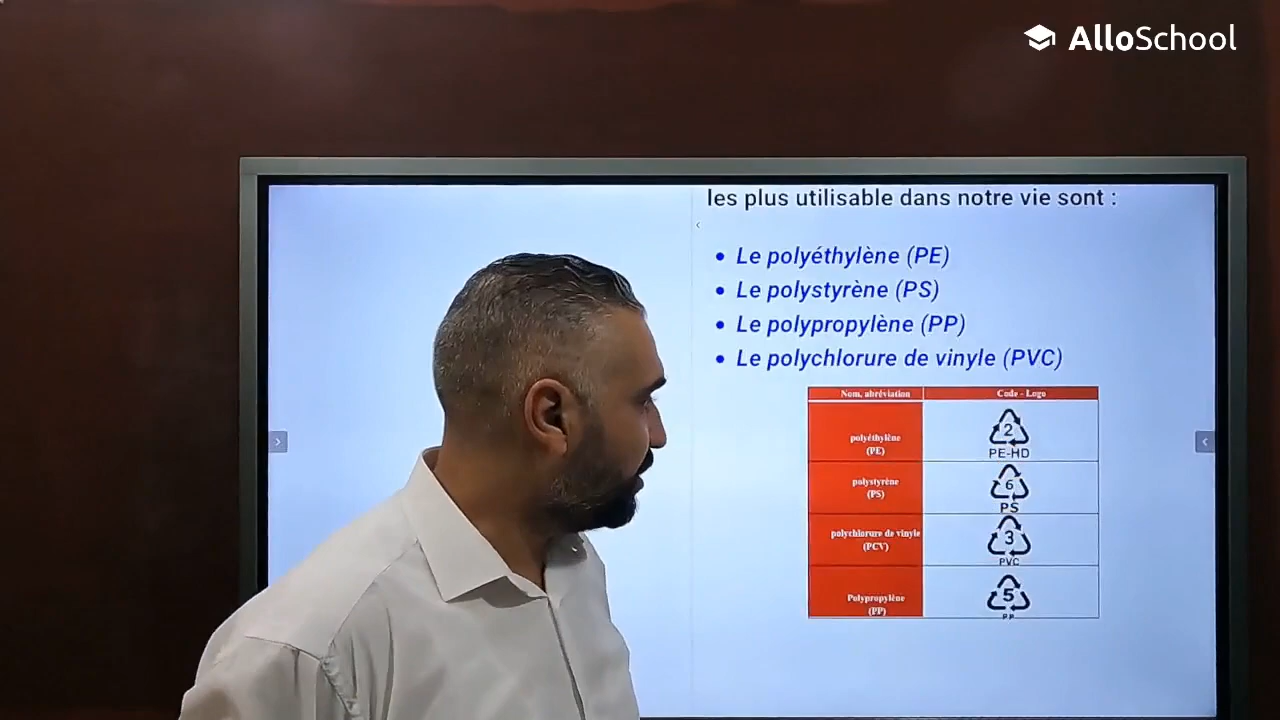 AlloSchool
les plus utilisable dans notre vie sont :
• Le polyéthylène (PE)
• Le polystyrène (PS)
• Le polypropylène (PP)
• Le polychlorure de vinyle (PVC)
Nom, abréviation Code - Logo
polyéthylène
(PE)
2
PE-HD
polystyrène
(PS)
6
PS
polychlorure de vinyle
(PCV)
3
PVC
Polypropylène
(PP)
5
PP